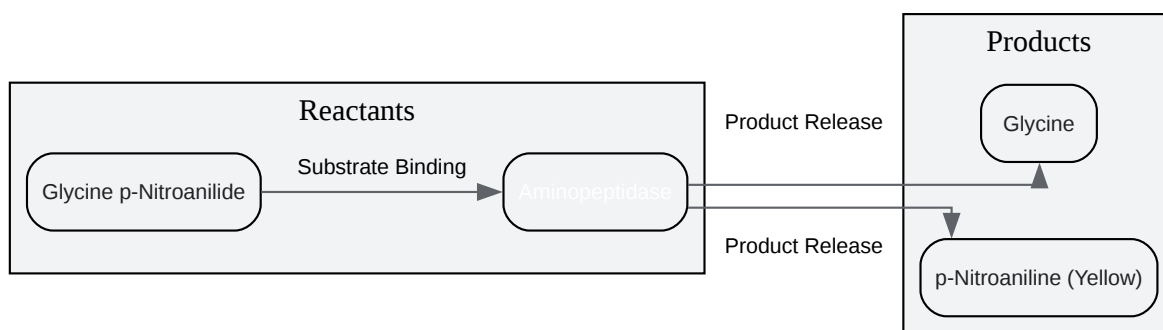 Reactants
Glycine p-Nitroanilide
Substrate Binding
Aminopeptidase
Product Release
Product Release
Products
Glycine
p-Nitroaniline (Yellow)